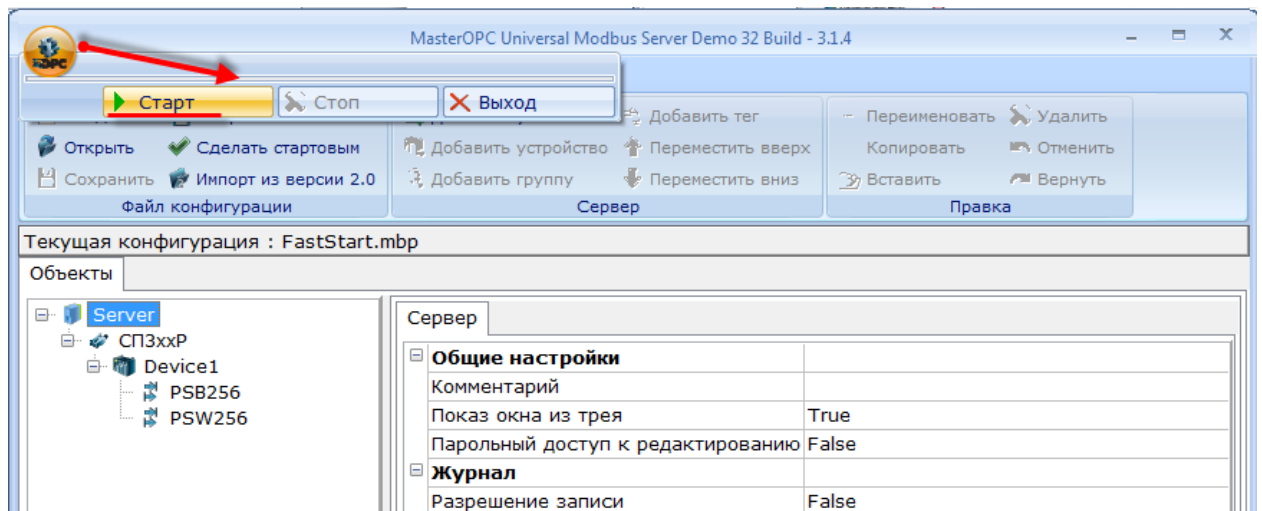 MasterOPC Universal Modbus Server Demo 32 Build - 3.1.4
OPC
Старт Стоп Выход
Добавить тег Переименовать Удалить
Открыть Сделать стартовым Добавить устройство Переместить вверх Копировать Отменить
Сохранить Импорт из версии 2.0 Добавить группу Переместить вниз Вставить Вернуть
Файл конфигурации Сервер Правка
Текущая конфигурация : FastStart.mbp
Объекты
Server
СП3xxР
Device1
PSB256
PSW256
Сервер
Общие настройки
Комментарий
Показ окна из трея True
Парольный доступ к редактированию False
Журнал
Разрешение записи False